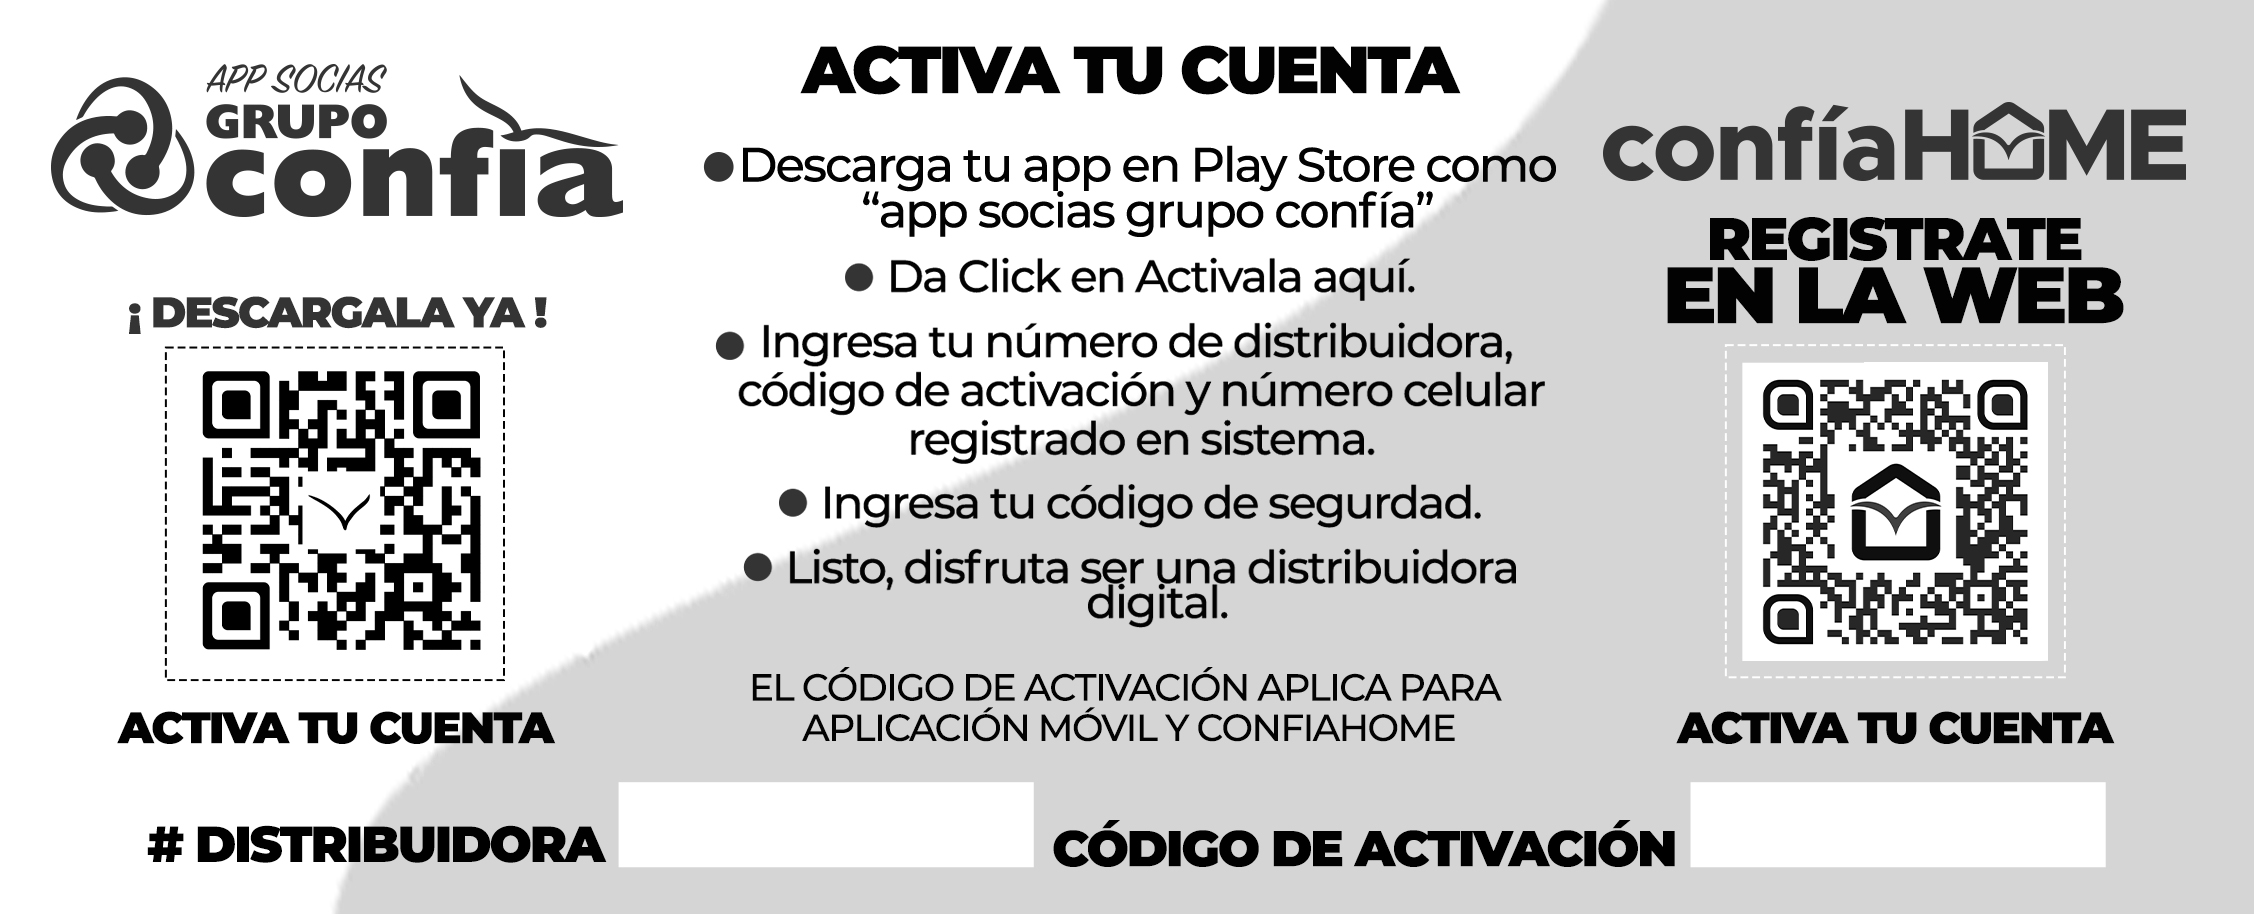 APP SOCIAS
GRUPO
confía
¡ DESCARGALA YA !
ACTIVA TU CUENTA
ACTIVA TU CUENTA
● Descarga tu app en Play Store como
“app socias grupo confía”
● Da Click en Activala aquí.
● Ingresa tu número de distribuidora,
código de activación y número celular
registrado en sistema.
● Ingresa tu código de segurdad.
● Listo, disfruta ser una distribuidora
digital.
EL CÓDIGO DE ACTIVACIÓN APLICA PARA
APLICACIÓN MÓVIL Y CONFIAHOME
confíaHOME
REGISTRATE
EN LA WEB
ACTIVA TU CUENTA
# DISTRIBUIDORA
CÓDIGO DE ACTIVACIÓN